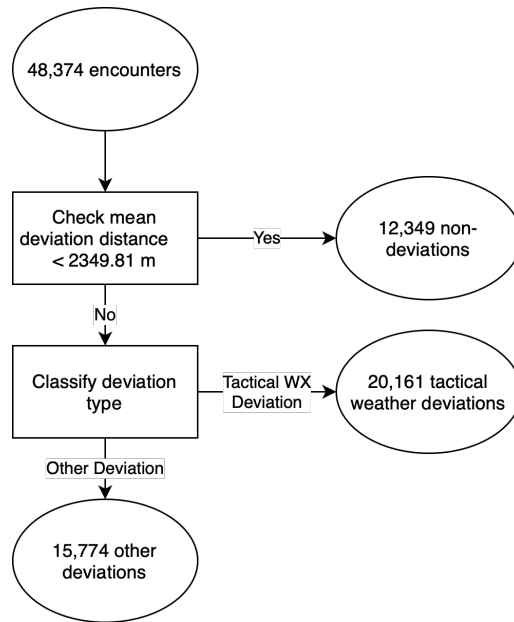 48,374 encounters
Check mean
deviation distance
< 2349.81 m
Yes
12,349 non-
deviations
No
Classify deviation
type
Tactical WX
Deviation
20,161 tactical
weather deviations
Other Deviation
15,774 other
deviations